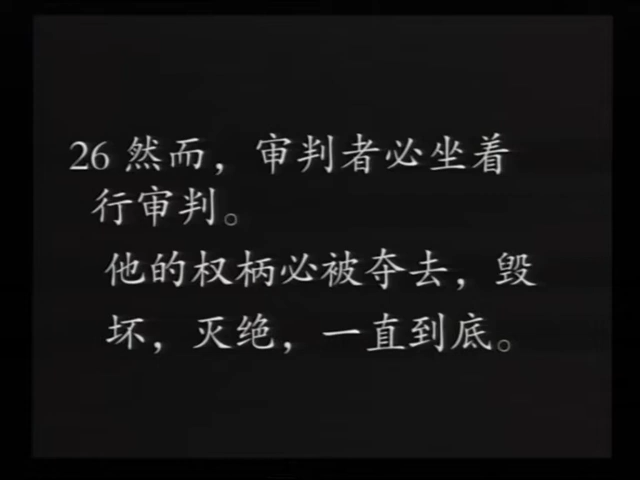 26 然而，审判者必坐着
行审判。
他的权柄必被夺去，毁
坏，灭绝，一直到底。